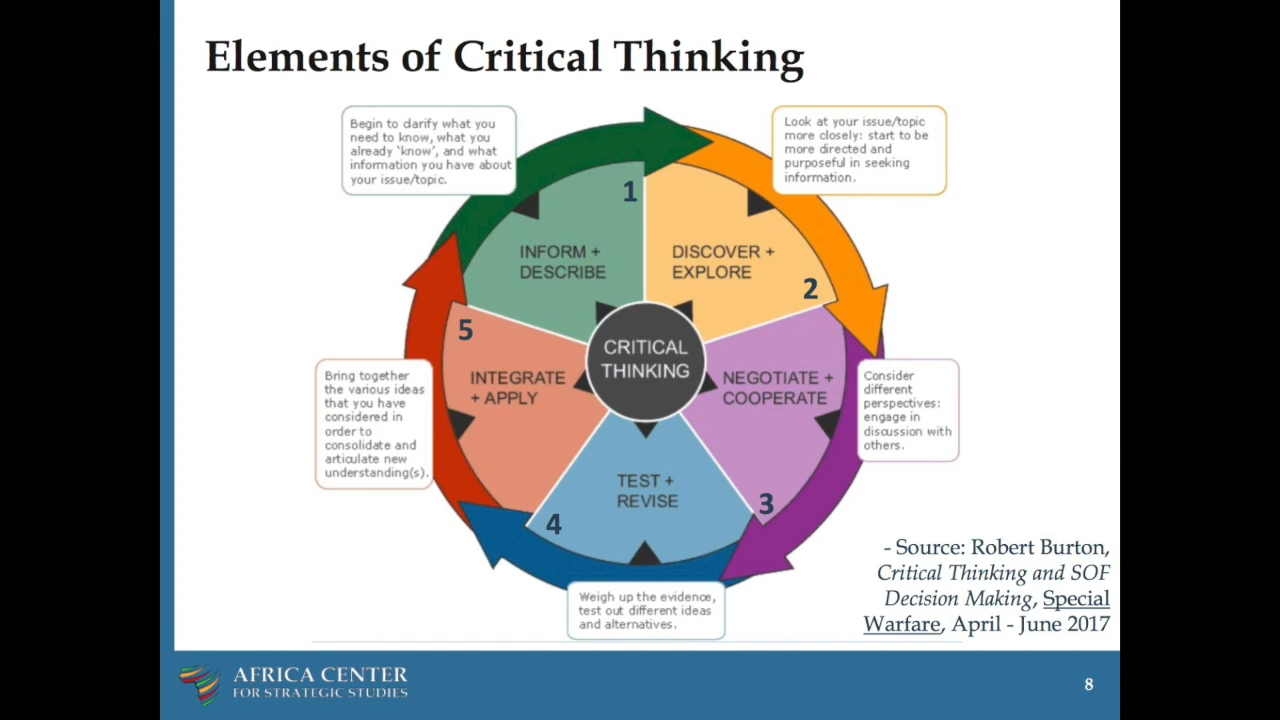 Elements of Critical Thinking
Begin to clarify what you
need to know, what you
already ‘know’, and what
information you have about
your issue/topic.
Look at your issue/topic
more closely: start to be
more directed and
purposeful in seeking
information.
1
INFORM +
DESCRIBE
DISCOVER +
EXPLORE
2
CRITICAL
THINKING
5
INTEGRATE
+ APPLY
NEGOTIATE +
COOPERATE
3
Bring together
the various ideas
that you have
considered in
order to
consolidate and
articulate new
understanding(s).
Consider
different
perspectives:
engage in
discussion with
others.
TEST +
REVISE
4
Weigh up the evidence,
test out different ideas
and alternatives.
- Source: Robert Burton,
Critical Thinking and SOF
Decision Making, Special
Warfare, April - June 2017
AFRICA CENTER
FOR STRATEGIC STUDIES
8